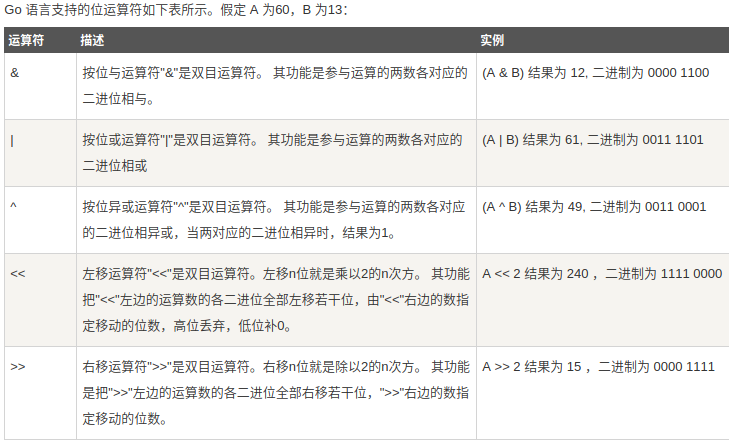 Go 语言支持的位运算符如下表所示。假定 A 为60，B 为13：
运算符 描述 实例
& 按位与运算符"&"是双目运算符。 其功能是参与运算的两数各对应的 (A & B) 结果为 12, 二进制为 0000 1100
二进位相与。
| 按位或运算符"|"是双目运算符。 其功能是参与运算的两数各对应的 (A | B) 结果为 61, 二进制为 0011 1101
二进位相或
^ 按位异或运算符"^"是双目运算符。 其功能是参与运算的两数各对应 (A ^ B) 结果为 49, 二进制为 0011 0001
的二进位相异或，当两对应的二进位相异时，结果为1。
<< 左移运算符"<<"是双目运算符。左移n位就是乘以2的n次方。 其功能 A << 2 结果为 240 ，二进制为 1111 0000
把"<<"左边的运算数的各二进位全部左移若干位，由"<<"右边的数指
定移动的位数，高位丢弃，低位补0。
>> 右移运算符">>"是双目运算符。右移n位就是除以2的n次方。 其功能 A >> 2 结果为 15 ，二进制为 0000 1111
是把">>"左边的运算数的各二进位全部右移若干位，">>"右边的数指
定移动的位数。